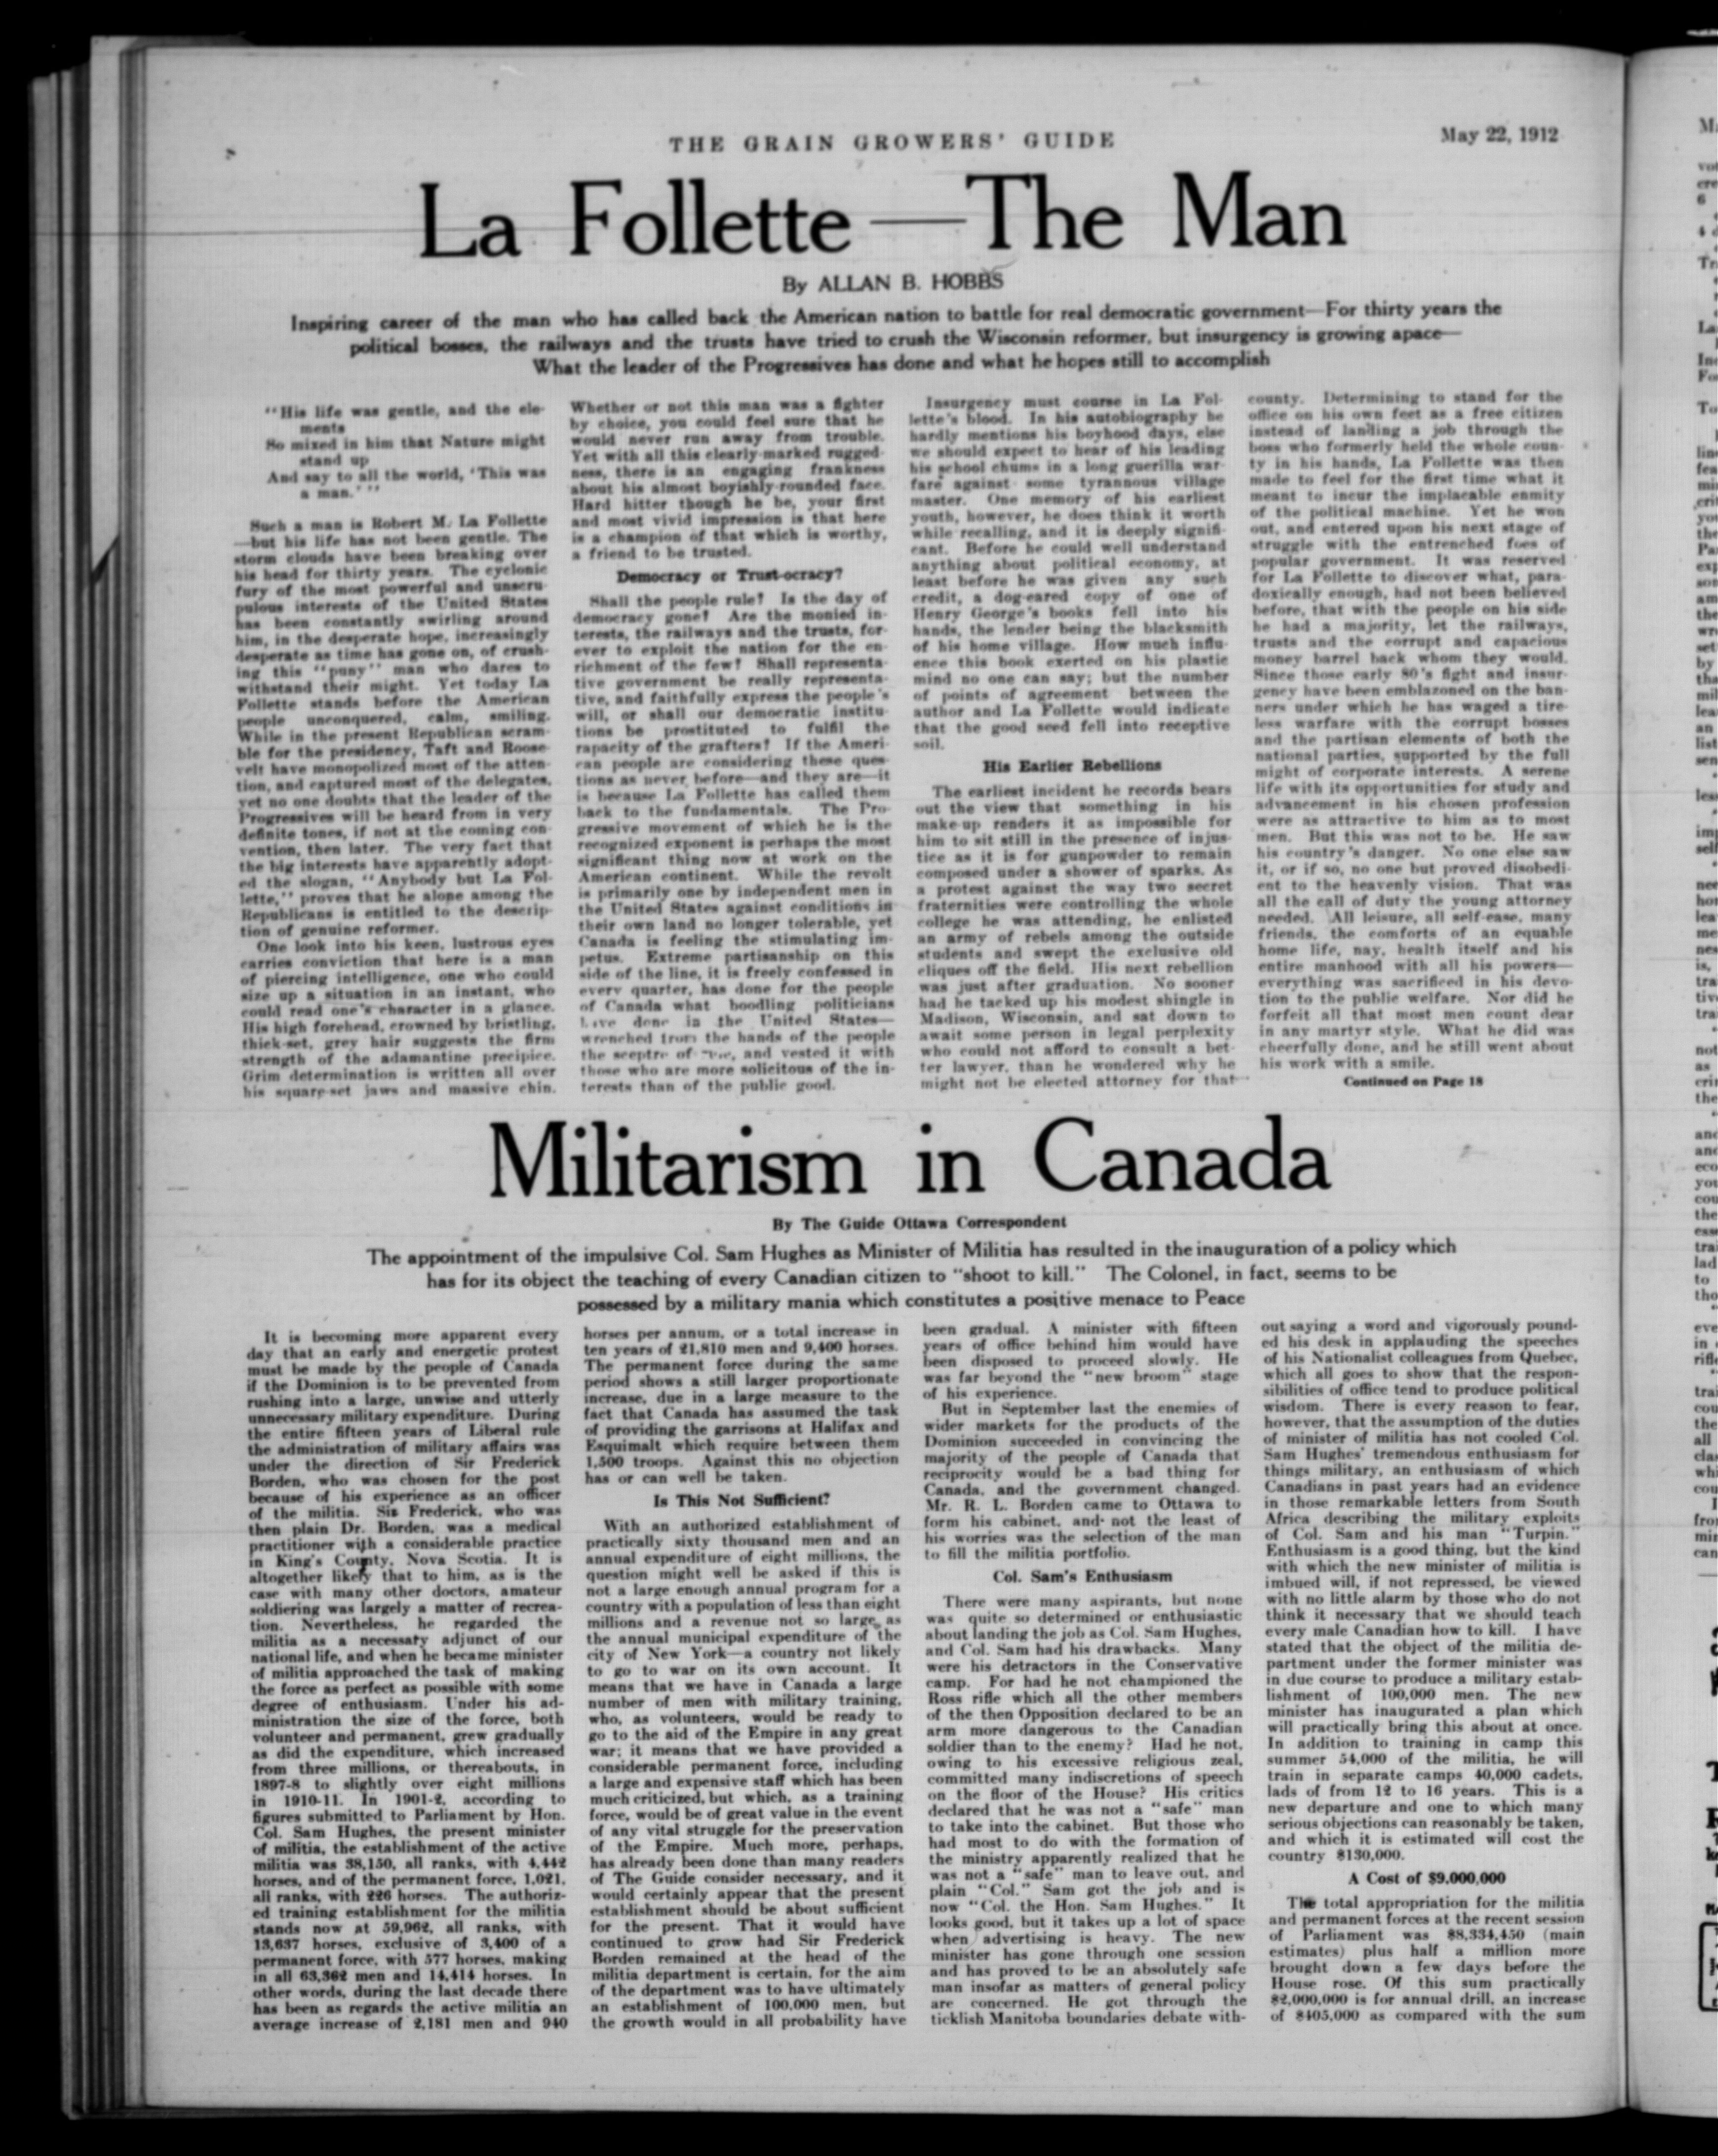 THE GRAIN GROWERS' GUIDE
May 22, 1912
La Follette—The Man
By ALLAN B. HOBBS
Inspiring career of the man who has called back the American nation to battle for real democratic government—For thirty years the
political bosses, the railways and the trusts have tried to crush the Wisconsin reformer, but insurgency is growing apace—
What the leader of the Progressives has done and what he hopes still to accomplish
"His life was gentle, and the ele-
ments
So mixed in him that Nature might
stand up
And say to all the world, 'This was
a man.' "
Such a man is Robert M. La Follette
—but his life has not been gentle. The
storm clouds have been breaking over
his head for thirty years. The cyclonic
fury of the most powerful and unscru-
pulous interests of the United States
has been constantly swirling around
him, in the desperate hope, increasingly
desperate as time has gone on, of crush-
ing this "puny" man who dares to
withstand their might. Yet today La
Follette stands before the American
people unconquered, calm, smiling.
While in the present Republican scram-
ble for the presidency, Taft and Roose-
velt have monopolized most of the atten-
tion, and captured most of the delegates,
yet no one doubts that the leader of the
Progressives will be heard from in very
definite tones, if not at the coming con-
vention, then later. The very fact that
the big interests have apparently adopt-
ed the slogan, "Anybody but La Fol-
lette," proves that he alone among the
Republicans is entitled to the descrip-
tion of genuine reformer.
One look into his keen, lustrous eyes
carries conviction that here is a man
of piercing intelligence, one who could
size up a situation in an instant, who
could read one's character in a glance.
His high forehead, crowned by bristling,
thick-set, grey hair suggests the firm
strength of the adamantine precipice.
Grim determination is written all over
his square-set jaws and massive chin.
Whether or not this man was a fighter
by choice, you could feel sure that he
would never run away from trouble.
Yet with all this clearly-marked rugged-
ness, there is an engaging frankness
about his almost boyishly-rounded face.
Hard hitter though he be, your first
and most vivid impression is that here
is a champion of that which is worthy,
a friend to be trusted.
Democracy or Trust-ocracy?
Shall the people rule? Is the day of
democracy gone? Are the monied in-
terests, the railways and the trusts, for-
ever to exploit the nation for the en-
richment of the few? Shall representa-
tive government be really representa-
tive, and faithfully express the people's
will, or shall our democratic institu-
tions be prostituted to fulfil the
rapacity of the grafters? If the Ameri-
can people are considering these ques-
tions as never before—and they are—it
is because La Follette has called them
back to the fundamentals. The Pro-
gressive movement of which he is the
recognized exponent is perhaps the most
significant thing now at work on the
American continent. While the revolt
is primarily one by independent men in
the United States against conditions in
their own land no longer tolerable, yet
Canada is feeling the stimulating im-
petus. Extreme partisanship on this
side of the line, it is freely confessed in
every quarter, has done for the people
of Canada what boodling politicians
have done in the United States—
wrenched from the hands of the people
the sceptre of and vested it with
those who are more solicitous of the in-
terests than of the public good.
Insurgency must course in La Fol-
lette's blood. In his autobiography he
hardly mentions his boyhood days, else
we should expect to hear of his leading
his school chums in a long guerilla war-
fare against some tyrannous village
master. One memory of his earliest
youth, however, he does think it worth
while recalling, and it is deeply signifi-
cant. Before he could well understand
anything about political economy, at
least before he was given any such
credit, a dog-eared copy of one of
Henry George's books fell into his
hands, the lender being the blacksmith
of his home village. How much influ-
ence this book exerted on his plastic
mind no one can say; but the number
of points of agreement between the
author and La Follette would indicate
that the good seed fell into receptive
soil.
His Earlier Rebellions
The earliest incident he records bears
out the view that something in his
make-up renders it as impossible for
him to sit still in the presence of injus-
tice as it is for gunpowder to remain
composed under a shower of sparks. As
a protest against the way two secret
fraternities were controlling the whole
college he was attending, he enlisted
an army of rebels among the outside
students and swept the exclusive old
cliques off the field. His next rebellion
was just after graduation. No sooner
had he tacked up his modest shingle in
Madison, Wisconsin, and sat down to
await some person in legal perplexity
who could not afford to consult a bet-
ter lawyer, than he wondered why he
might not be elected attorney for that
county. Determining to stand for the
office on his own feet as a free citizen
instead of landing a job through the
boss who formerly held the whole coun-
ty in his hands, La Follette was then
made to feel for the first time what it
meant to incur the implacable enmity
of the political machine. Yet he won
out, and entered upon his next stage of
struggle with the entrenched foes of
popular government. It was reserved
for La Follette to discover what, para-
doxically enough, had not been believed
before, that with the people on his side
he had a majority, let the railways,
trusts and the corrupt and capacious
money barrel back whom they would.
Since those early 80's fight and insur-
gency have been emblazoned on the ban-
ners under which he has waged a tire-
less warfare with the corrupt bosses
and the partisan elements of both the
national parties, supported by the full
might of corporate interests. A serene
life with its opportunities for study and
advancement in his chosen profession
were as attractive to him as to most
men. But this was not to be. He saw
his country's danger. No one else saw
it, or if so, no one but proved disobedi-
ent to the heavenly vision. That was
all the call of duty the young attorney
needed. All leisure, all self-ease, many
friends, the comforts of an equable
home life, nay, health itself and his
entire manhood with all his powers—
everything was sacrificed in his devo-
tion to the public welfare. Nor did he
forfeit all that most men count dear
in any martyr style. What he did was
cheerfully done, and he still went about
his work with a smile.
Continued on Page 18
Militarism in Canada
By The Guide Ottawa Correspondent
The appointment of the impulsive Col. Sam Hughes as Minister of Militia has resulted in the inauguration of a policy which
has for its object the teaching of every Canadian citizen to "shoot to kill." The Colonel, in fact, seems to be
possessed by a military mania which constitutes a positive menace to Peace
It is becoming more apparent every
day that an early and energetic protest
must be made by the people of Canada
if the Dominion is to be prevented from
rushing into a large, unwise and utterly
unnecessary military expenditure. During
the entire fifteen years of Liberal rule
the administration of military affairs was
under the direction of Sir Frederick
Borden, who was chosen for the post
because of his experience as an officer
of the militia. Sir Frederick, who was
then plain Dr. Borden, was a medical
practitioner with a considerable practice
in King's County, Nova Scotia. It is
altogether likely that to him, as is the
case with many other doctors, amateur
soldiering was largely a matter of recrea-
tion. Nevertheless, he regarded the
militia as a necessary adjunct of our
national life, and when he became minister
of militia approached the task of making
the force as perfect as possible with some
degree of enthusiasm. Under his ad-
ministration the size of the force, both
volunteer and permanent, grew gradually
as did the expenditure, which increased
from three millions, or thereabouts, in
1897-8 to slightly over eight millions
in 1910-11. In 1901-2, according to
figures submitted to Parliament by Hon.
Col. Sam Hughes, the present minister
of militia, the establishment of the active
militia was 38,150, all ranks, with 4,442
horses, and of the permanent force, 1,021,
all ranks, with 226 horses. The authoriz-
ed training establishment for the militia
stands now at 59,962, all ranks, with
13,637 horses, exclusive of 3,400 of a
permanent force, with 577 horses, making
in all 63,362 men and 14,414 horses. In
other words, during the last decade there
has been as regards the active militia an
average increase of 2,181 men and 940
horses per annum, or a total increase in
ten years of 21,810 men and 9,400 horses.
The permanent force during the same
period shows a still larger proportionate
increase, due in a large measure to the
fact that Canada has assumed the task
of providing the garrisons at Halifax and
Esquimalt which require between them
1,500 troops. Against this no objection
has or can well be taken.
Is This Not Sufficient?
With an authorized establishment of
practically sixty thousand men and an
annual expenditure of eight millions, the
question might well be asked if this is
not a large enough annual program for a
country with a population of less than eight
millions and a revenue not so large as
the annual municipal expenditure of the
city of New York—a country not likely
to go to war on its own account. It
means that we have in Canada a large
number of men with military training,
who, as volunteers, would be ready to
go to the aid of the Empire in any great
war; it means that we have provided a
considerable permanent force, including
a large and expensive staff which has been
much criticized, but which, as a training
force, would be of great value in the event
of any vital struggle for the preservation
of the Empire. Much more, perhaps,
has already been done than many readers
of The Guide consider necessary, and it
would certainly appear that the present
establishment should be about sufficient
for the present. That it would have
continued to grow had Sir Frederick
Borden remained at the head of the
militia department is certain, for the aim
of the department was to have ultimately
an establishment of 100,000 men, but
the growth would in all probability have
been gradual. A minister with fifteen
years of office behind him would have
been disposed to proceed slowly. He
was far beyond the "new broom" stage
of his experience.
But in September last the enemies of
wider markets for the products of the
Dominion succeeded in convincing the
majority of the people of Canada that
reciprocity would be a bad thing for
Canada, and the government changed.
Mr. R. L. Borden came to Ottawa to
form his cabinet, and not the least of
his worries was the selection of the man
to fill the militia portfolio.
Col. Sam's Enthusiasm
There were many aspirants, but none
was quite so determined or enthusiastic
about landing the job as Col. Sam Hughes,
and Col. Sam had his drawbacks. Many
were his detractors in the Conservative
camp. For had he not championed the
Ross rifle which all the other members
of the then Opposition declared to be an
arm more dangerous to the Canadian
soldier than to the enemy? Had he not,
owing to his excessive religious zeal,
committed many indiscretions of speech
on the floor of the House? His critics
declared that he was not a "safe" man
to take into the cabinet. But those who
had most to do with the formation of
the ministry apparently realized that he
was not a "safe" man to leave out, and
plain "Col." Sam got the job and is
now "Col. the Hon. Sam Hughes." It
looks good, but it takes up a lot of space
when advertising is heavy. The new
minister has gone through one session
and has proved to be an absolutely safe
man insofar as matters of general policy
are concerned. He got through the
ticklish Manitoba boundaries debate with-
out saying a word and vigorously pound-
ed his desk in applauding the speeches
of his Nationalist colleagues from Quebec,
which all goes to show that the respon-
sibilities of office tend to produce political
wisdom. There is every reason to fear,
however, that the assumption of the duties
of minister of militia has not cooled Col.
Sam Hughes' tremendous enthusiasm for
things military, an enthusiasm of which
Canadians in past years had an evidence
in those remarkable letters from South
Africa describing the military exploits
of Col. Sam and his man "Turpin."
Enthusiasm is a good thing, but the kind
with which the new minister of militia is
imbued will, if not repressed, be viewed
with no little alarm by those who do not
think it necessary that we should teach
every male Canadian how to kill. I have
stated that the object of the militia de-
partment under the former minister was
in due course to produce a military estab-
lishment of 100,000 men. The new
minister has inaugurated a plan which
will practically bring this about at once.
In addition to training in camp this
summer 54,000 of the militia, he will
train in separate camps 40,000 cadets,
lads of from 12 to 16 years. This is a
new departure and one to which many
serious objections can reasonably be taken,
and which it is estimated will cost the
country $130,000.
A Cost of $9,000,000
The total appropriation for the militia
and permanent forces at the recent session
of Parliament was $8,334,450 (main
estimates) plus half a million more
brought down a few days before the
House rose. Of this sum practically
$2,000,000 is for annual drill, an increase
of $405,000 as compared with the sum